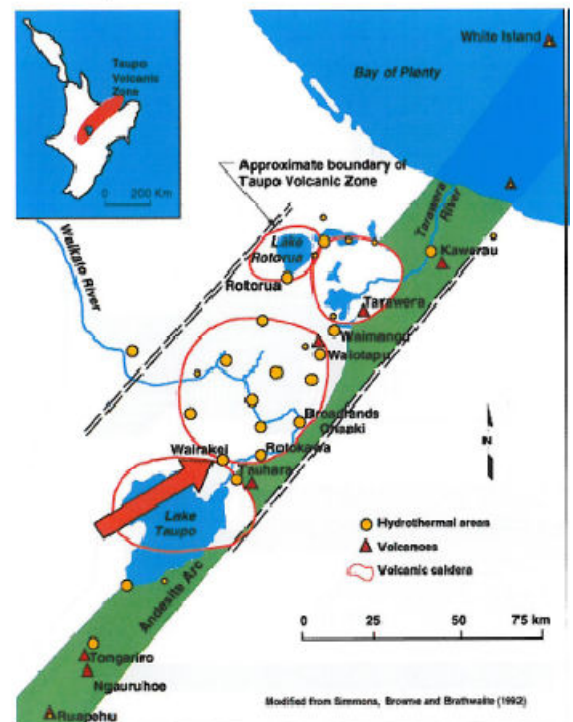 Taupo
Volcanic
Zone
0 200 Km
White Island
Bay of Plenty
Approximate boundary of
Taupo Volcanic Zone
Tarawera
River
Waikato River
Lake
Rotorua
Kawerau
Rotorua
Tarawera
Waimangu
Waiotapu
Broadlands
Ohaaki
Wairakei
Rotokawa
Tauhara
N
Lake
Taupo
Hydrothermal areas
Volcanoes
Volcanic caldera
Andesite Arc
0 25 50 75 km
Tongariro
Ngauruhoe
Ruapehu
Modified from Simmons, Browne and Brathwaite (1992)